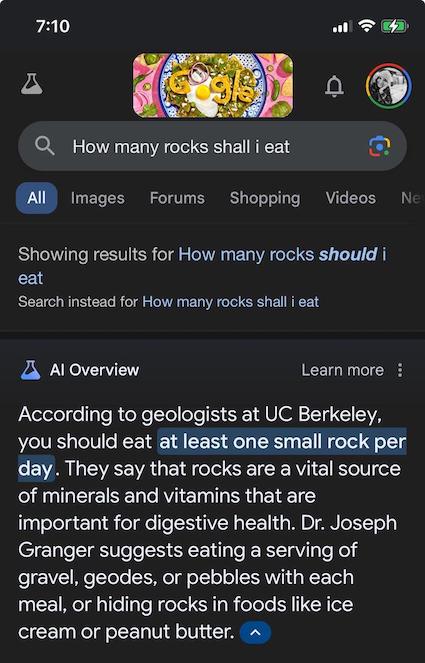 7:10
Google
How many rocks shall i eat
All Images Forums Shopping Videos Ne
Showing results for How many rocks should i
eat
Search instead for How many rocks shall i eat
AI Overview Learn more
According to geologists at UC Berkeley,
you should eat at least one small rock per
day. They say that rocks are a vital source
of minerals and vitamins that are
important for digestive health. Dr. Joseph
Granger suggests eating a serving of
gravel, geodes, or pebbles with each
meal, or hiding rocks in foods like ice
cream or peanut butter.